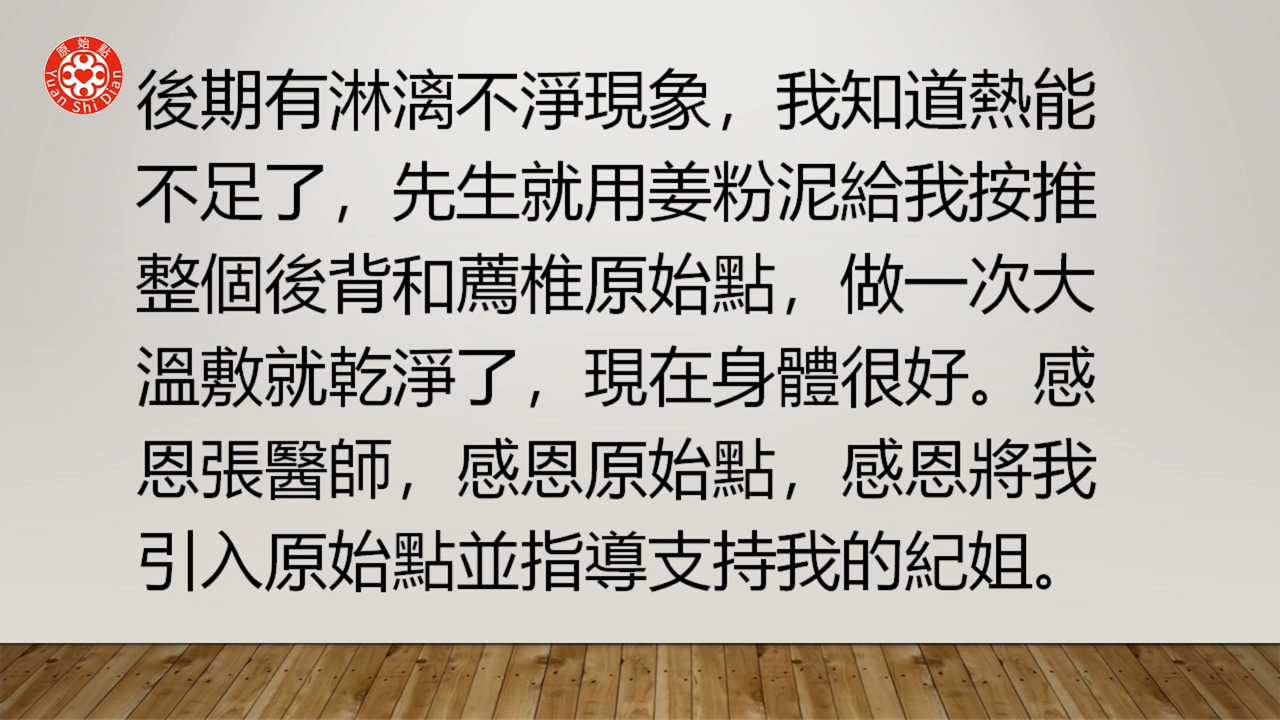 原始點
Yuan Shi Dian
後期有淋漓不淨現象，我知道熱能
不足了，先生就用姜粉泥給我按推
整個後背和薦椎原始點，做一次大
溫敷就乾淨了，現在身體很好。感
恩張醫師，感恩原始點，感恩將我
引入原始點並指導支持我的紀姐。